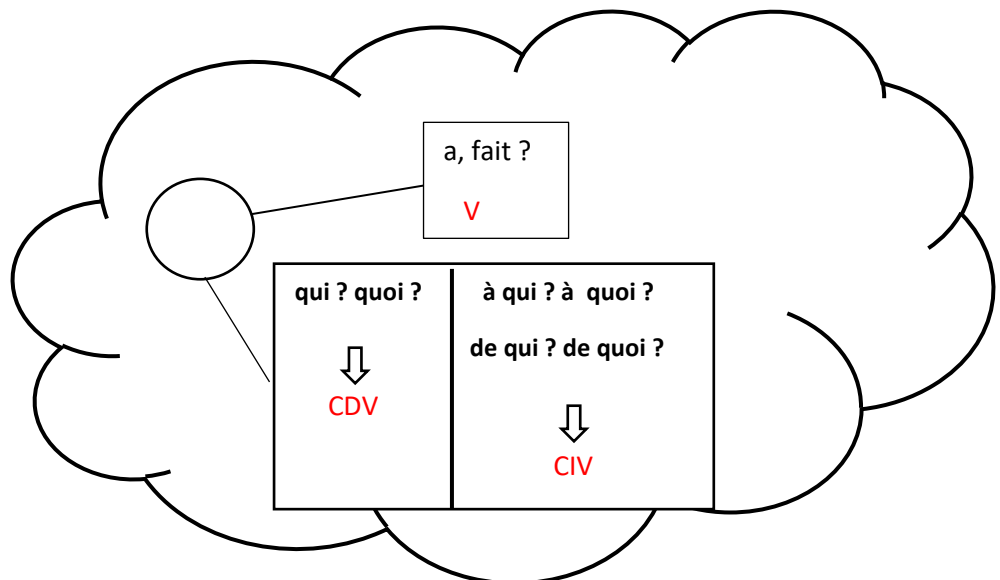 a, fait ?
V
qui ? quoi ?
CDV
à qui ? à quoi ?
de qui ? de quoi ?
CIV